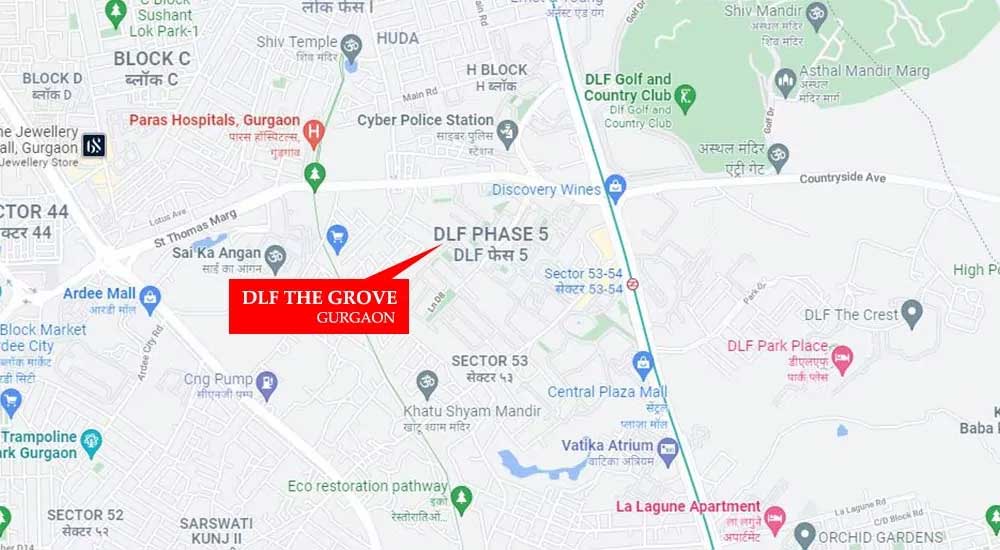 C Block
Sushant
Lok Park-1
लोक फेस I
Shiv Temple
शिव मंदिर
HUDA
Main Rd
अर्नस्ट एंड यंग
Golf Dr
Shiv Mandir
अस्थल मंदिर
शिव मंदिर
BLOCK C
ब्लॉक C
BLOCK D
ब्लॉक D
H BLOCK
H ब्लॉक
Main Rd
DLF Golf and
Country Club
Dlf Golf and
Country Club
Asthal Mandir Marg
अस्थल
मंदिर मार्ग
Golf Dr
Paras Hospitals, Gurgaon
पारस हॉस्पिटल्स,
गुड़गांव
Cyber Police Station
साइबर पुलिस
स्टेशन
he Jewellery
all, Gurgaon
Jewellery Store
अस्थल मंदिर
एंट्री गेट
Discovery Wines
Countryside Ave
CTOR 44
क्टर 44
Lotus Ave
St Thomas Marg
Sai Ka Angan
साई का आंगन
DLF PHASE 5
DLF फेस 5
Sector 53-54
सेक्टर 53-54
High Po
Park Dr
Ardee Mall
आरडी मॉल
DLF THE GROVE
GURGAON
Ln D8
DLF The Crest
Block Market
dee City
ब्लॉक मार्केट
रडी सिटी
Ardee City Rd
SECTOR 53
सेक्टर ५३
DLF Park Place
डीएलएफ़
पार्क प्लेस
Cng Pump
सीएनजी पम्प
Khatu Shyam Mandir
खाटू श्याम मंदिर
Central Plaza Mall
सेंट्रल
प्लाज़ा मॉल
Baba
Trampoline
ark Gurgaon
Vatika Atrium
वाटिका अत्रियम
Eco restoration pathway
इको
रेस्तोराति‍ओं...
La Lagune Apartment
ला लगुने
अपार्टमेंट
La Lagune Rd
C/D Block Rd
SECTOR 52
सेक्टर ५२
SARSWATI
KUNJ II
ORCHID GARDENS